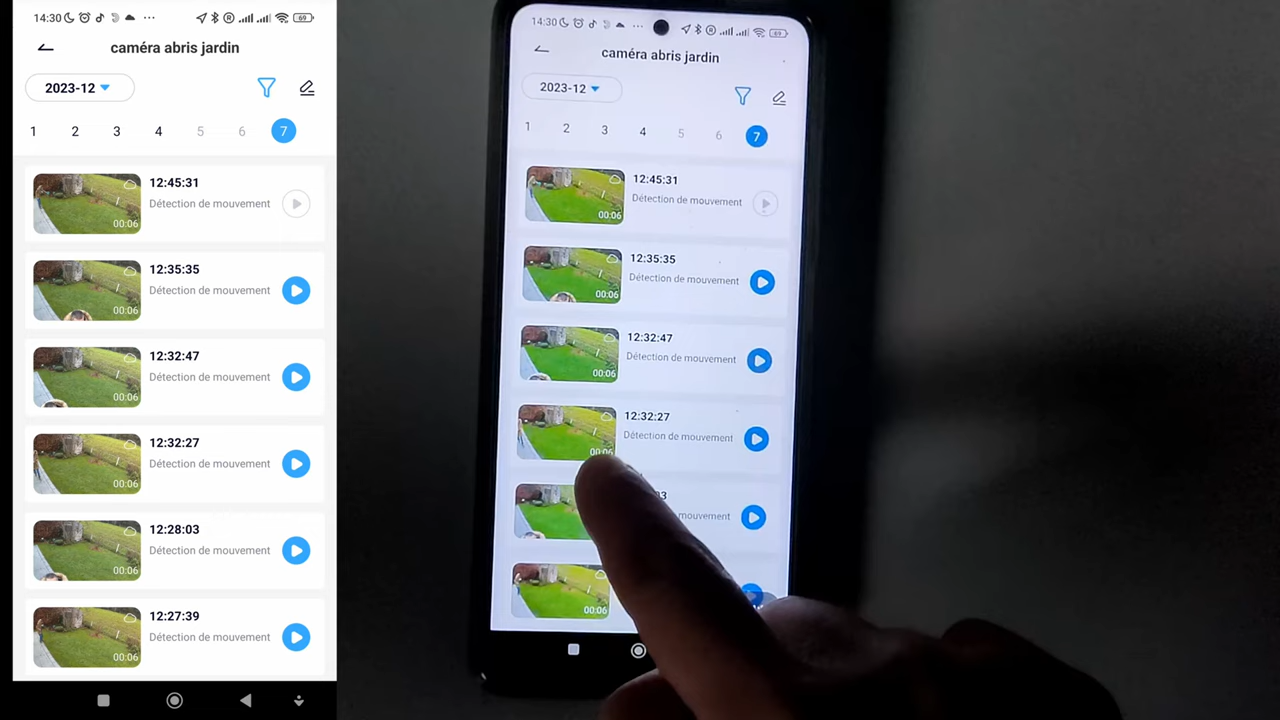 14:30 69
caméra abris jardin
2023-12
1 2 3 4 5 6 7
12:45:31
Détection de mouvement
00:06
12:35:35
Détection de mouvement
00:06
12:32:47
Détection de mouvement
00:06
12:32:27
Détection de mouvement
00:06
12:28:03
Détection de mouvement
00:06
12:27:39
Détection de mouvement
00:06
14:30 69
caméra abris jardin
2023-12
1 2 3 4 5 6 7
12:45:31
Détection de mouvement
00:06
12:35:35
Détection de mouvement
00:06
12:32:47
Détection de mouvement
00:06
12:32:27
Détection de mouvement
00:06
03
mouvement
00:06